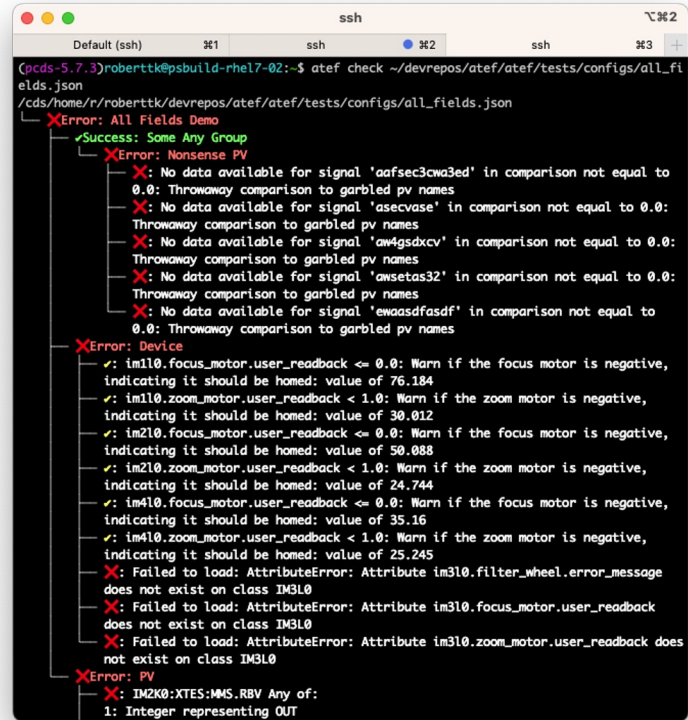 ssh
⌥⌘2
Default (ssh) ⌘1
ssh ⌘2
ssh ⌘3
(pcds-5.7.3)roberttk@psbuild-rhel7-02:~$ atef check ~/devrepos/atef/atef/tests/configs/all_fi
elds.json
/cds/home/r/roberttk/devrepos/atef/atef/tests/configs/all_fields.json
└── ❌Error: All Fields Demo
├── ✔Success: Some Any Group
│ └── ❌Error: Nonsense PV
├── ❌: No data available for signal 'aafsec3cwa3ed' in comparison not equal to
0.0: Throwaway comparison to garbled pv names
├── ❌: No data available for signal 'asecvase' in comparison not equal to 0.0:
Throwaway comparison to garbled pv names
├── ❌: No data available for signal 'aw4gsdxcv' in comparison not equal to 0.0:
Throwaway comparison to garbled pv names
├── ❌: No data available for signal 'awsetas32' in comparison not equal to 0.0:
Throwaway comparison to garbled pv names
└── ❌: No data available for signal 'ewaasdfasdf' in comparison not equal to
0.0: Throwaway comparison to garbled pv names
├── ❌Error: Device
├── ✔: im1l0.focus_motor.user_readback <= 0.0: Warn if the focus motor is negative,
indicating it should be homed: value of 76.184
├── ✔: im1l0.zoom_motor.user_readback < 1.0: Warn if the zoom motor is negative,
indicating it should be homed: value of 30.012
├── ✔: im2l0.focus_motor.user_readback <= 0.0: Warn if the focus motor is negative,
indicating it should be homed: value of 50.088
├── ✔: im2l0.zoom_motor.user_readback < 1.0: Warn if the zoom motor is negative,
indicating it should be homed: value of 24.744
├── ✔: im4l0.focus_motor.user_readback <= 0.0: Warn if the focus motor is negative,
indicating it should be homed: value of 35.16
├── ✔: im4l0.zoom_motor.user_readback < 1.0: Warn if the zoom motor is negative,
indicating it should be homed: value of 25.245
├── ❌: Failed to load: AttributeError: Attribute im3l0.filter_wheel.error_message
does not exist on class IM3L0
├── ❌: Failed to load: AttributeError: Attribute im3l0.focus_motor.user_readback
does not exist on class IM3L0
└── ❌: Failed to load: AttributeError: Attribute im3l0.zoom_motor.user_readback does
not exist on class IM3L0
└── ❌Error: PV
├── ❌: IM2K0:XTES:MMS.RBV Any of:
1: Integer representing OUT